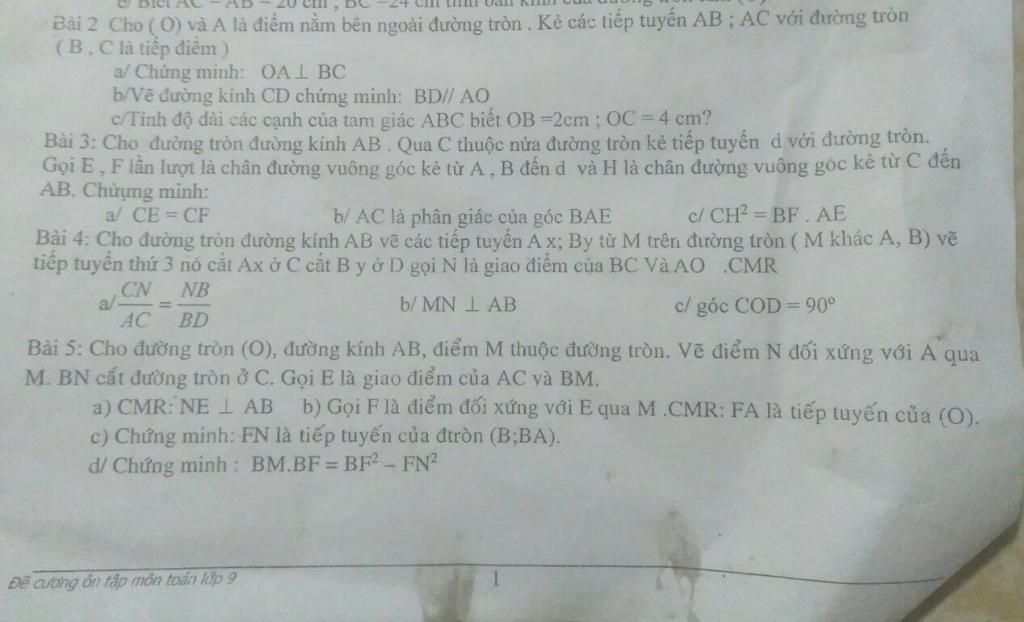 Biết AC = AB = 20 cm , BC =24 cm
Bài 2 Cho ( O) và A là điểm nằm bên ngoài đường tròn . Kẻ các tiếp tuyến AB ; AC với đường tròn
( B , C là tiếp điểm )
a/ Chứng minh: OA ⊥ BC
b/Vẽ đường kính CD chứng minh: BD// AO
c/Tính độ dài các cạnh của tam giác ABC biết OB =2cm ; OC = 4 cm?
Bài 3: Cho đường tròn đường kính AB . Qua C thuộc nửa đường tròn kẻ tiếp tuyến d với đường tròn.
Gọi E , F lần lượt là chân đường vuông góc kẻ từ A , B đến d và H là chân đượng vuông góc kẻ từ C đến
AB. Chửựng minh:
a/ CE = CF b/ AC là phân giác của góc BAE c/ CH² = BF . AE
Bài 4: Cho đường tròn đường kính AB vẽ các tiếp tuyến A x; By từ M trên đường tròn ( M khác A, B) vẽ
tiếp tuyến thứ 3 nó cắt Ax ở C cắt B y ở D gọi N là giao điểm của BC Và AO .CMR
a/ CN/AC = NB/BD b/ MN ⊥ AB c/ góc COD = 90º
Bài 5: Cho đường tròn (O), đường kính AB, điểm M thuộc đường tròn. Vẽ điểm N đối xứng với A qua
M. BN cắt đường tròn ở C. Gọi E là giao điểm của AC và BM.
a) CMR: NE ⊥ AB b) Gọi F là điểm đối xứng với E qua M .CMR: FA là tiếp tuyến của (O).
c) Chứng minh: FN là tiếp tuyến của đtròn (B;BA).
d/ Chứng minh : BM.BF = BF² – FN²
Đề cương ôn tập môn toán lớp 9 1